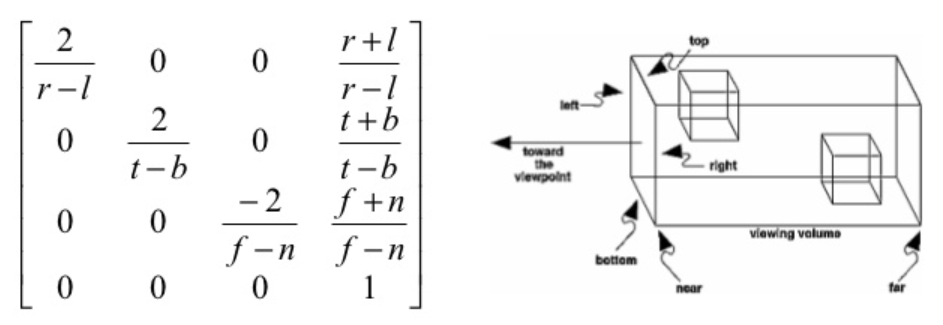 2/(r−l) 0 0 (r+l)/(r−l)
0 2/(t−b) 0 (t+b)/(t−b)
0 0 −2/(f−n) (f+n)/(f−n)
0 0 0 1
top
left
toward
the
viewpoint
right
viewing volume
bottom
near
far